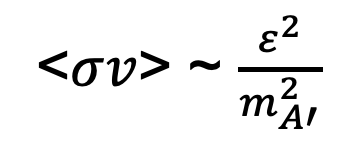 <σv> ~ ε² / m²_A′